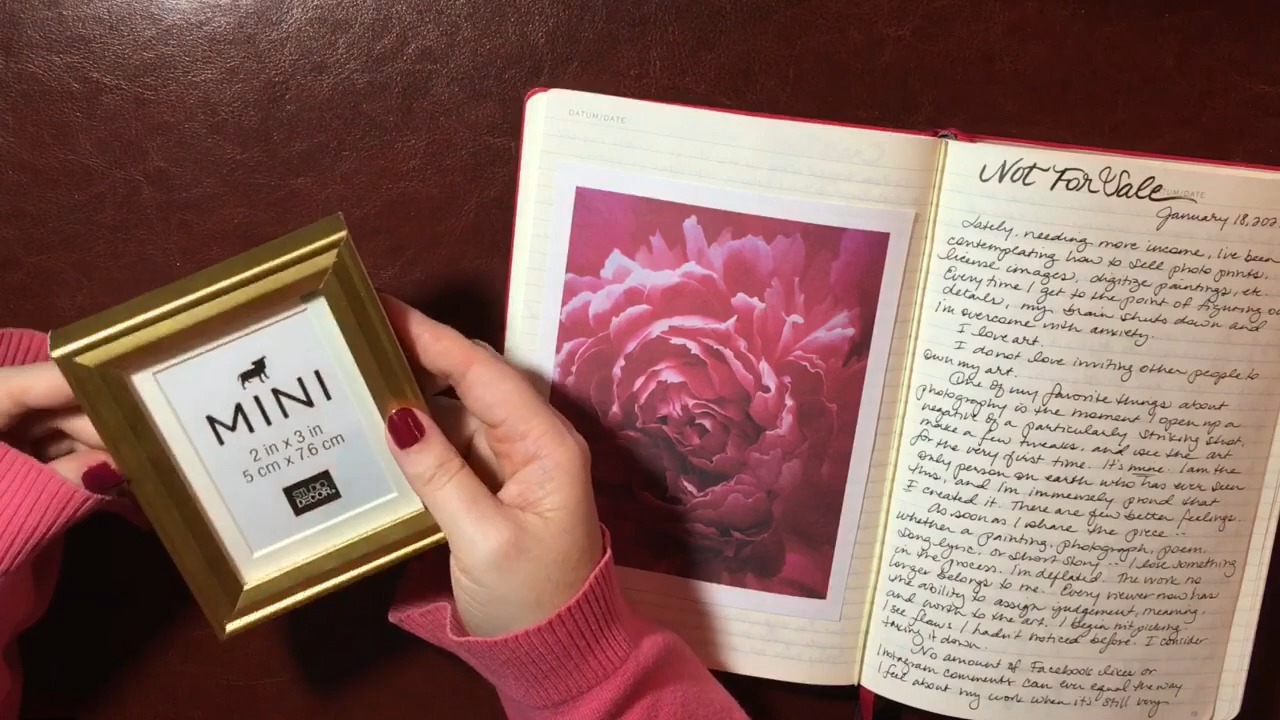 MINI
2 in x 3 in
5 cm x 7.6 cm
STUDIO
DECOR
DATUM/DATE
Not For Sale
TUM/DATE
January 18, 202
Lately, needing more income, I've been
contemplating how to sell photo prints,
license images, digitize paintings, etc.
Every time I get to the point of figuring o
details, my brain shuts down and
I'm overcome with anxiety.
I love art.
I do not love inviting other people to
own my art.
One of my favorite things about
photography is the moment I open up a
negative of a particularly striking shot,
make a few tweaks, and see the art
for the very first time. It's mine. I am the
only person on earth who has ever seen
this, and I'm immensely proud that
I created it. There are few better feelings.
As soon as I share the piece --
whether a painting, photograph, poem,
song lyric, or short story -- I lose something
in the process. I'm deflated. The work no
longer belongs to me. Every viewer now has
the ability to assign judgement, meaning,
and worth to the art. I begin nit picking.
I see flaws I hadn't noticed before. I consider
taking it down.
No amount of Facebook likes or
Instagram comments can ever equal the way
I feel about my work when it's still very